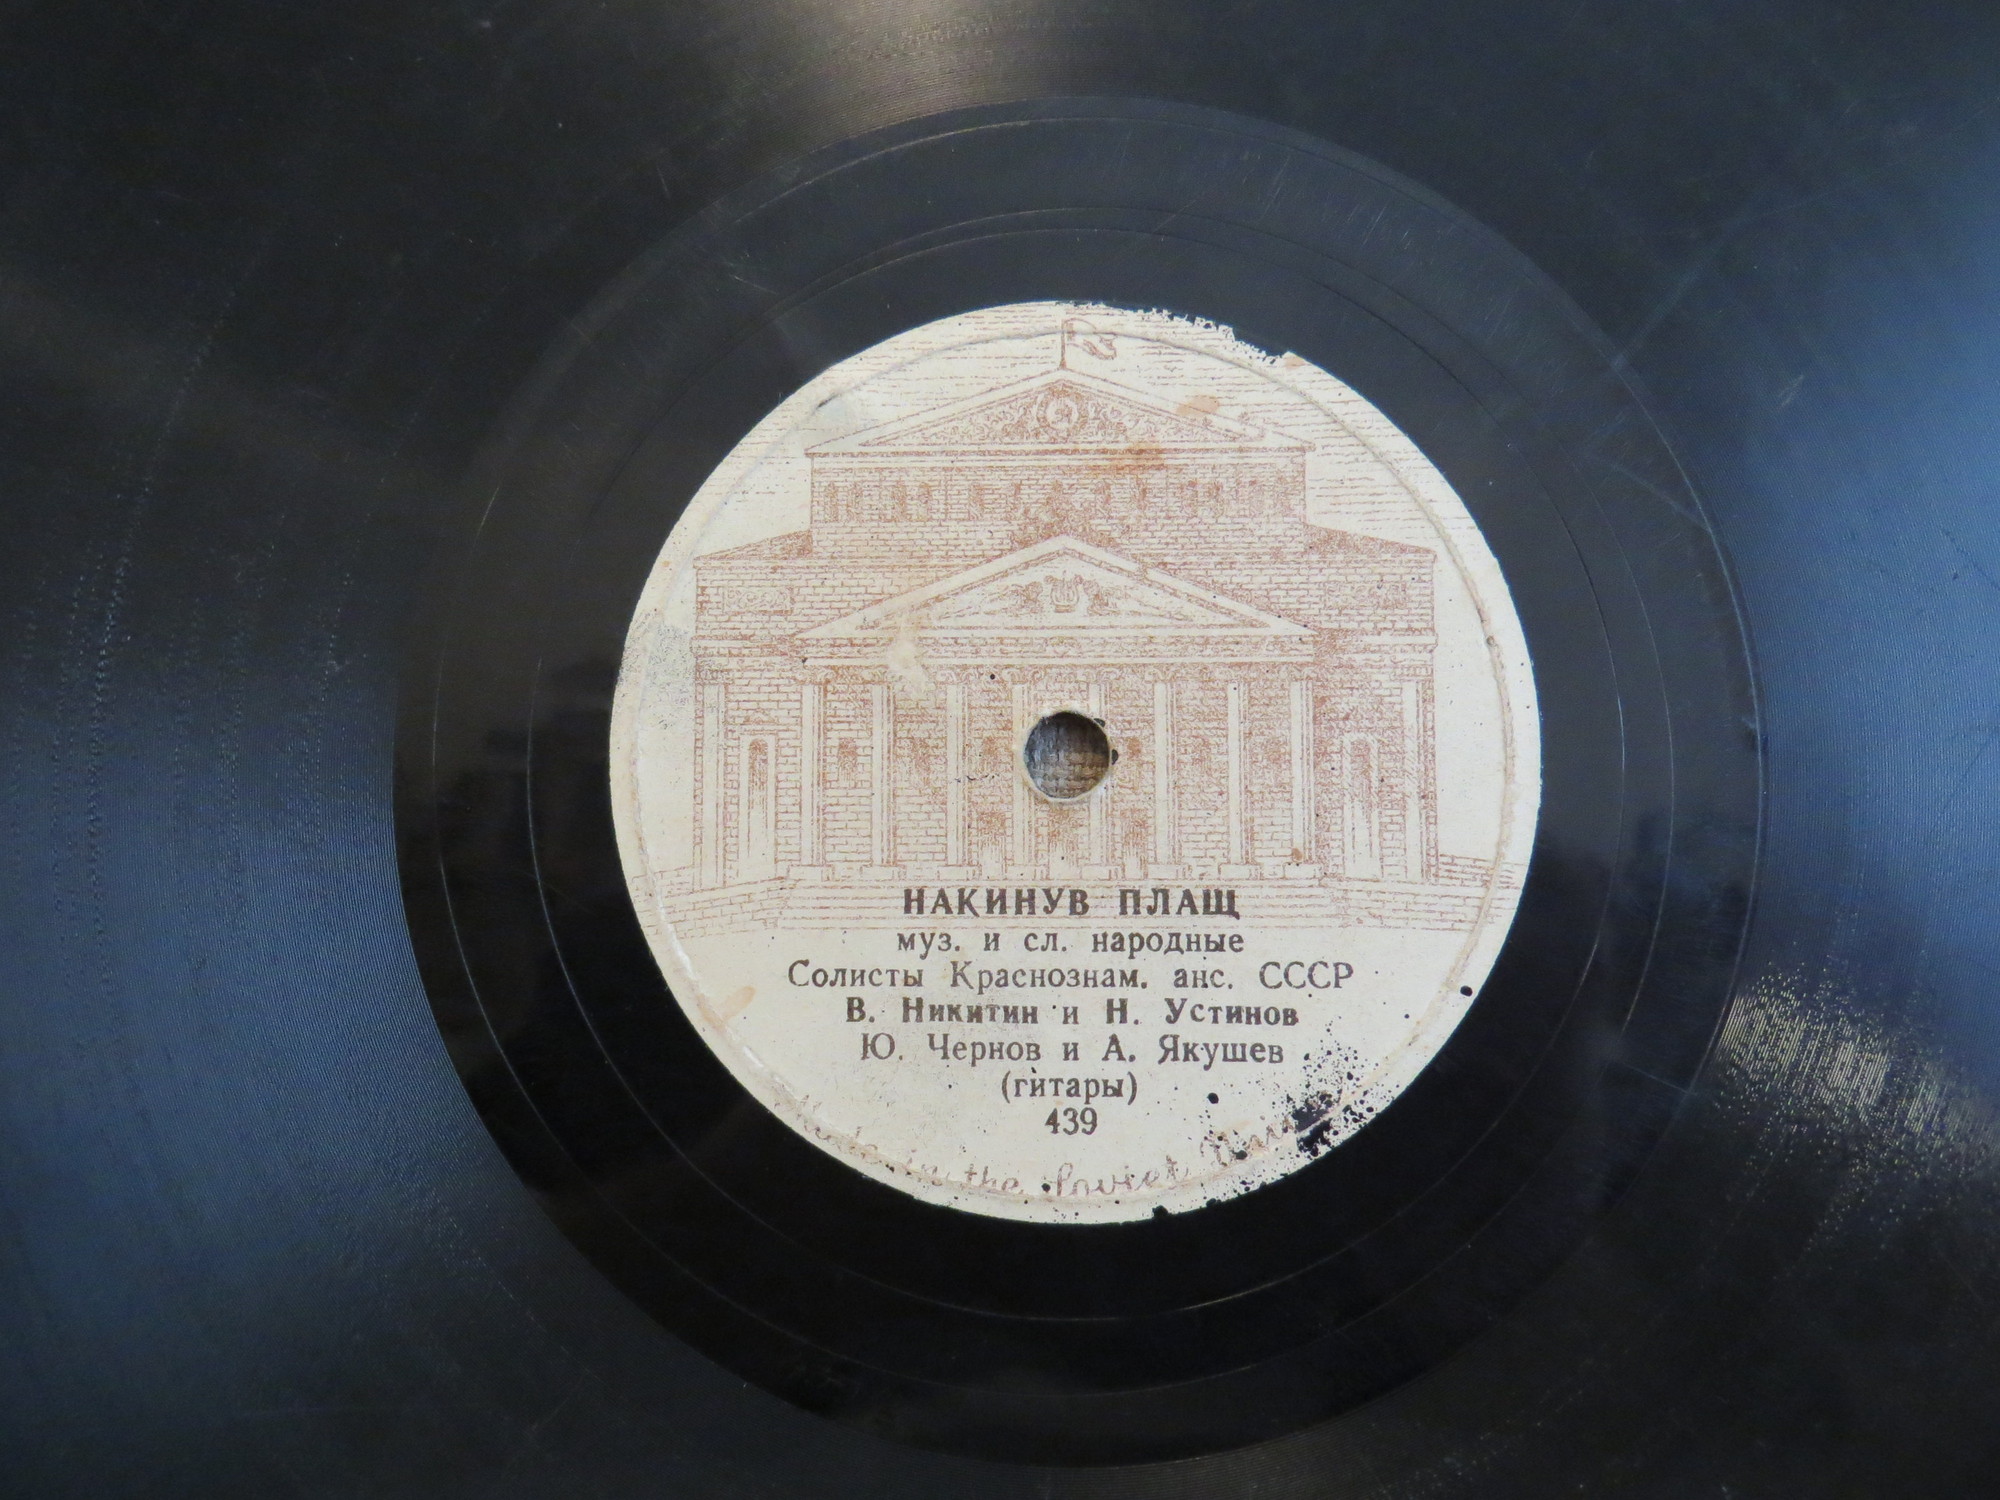 НАКИНУВ ПЛАЩ
муз. и сл. народные
Солисты Краснознам. анс. СССР
В. Никитин и Н. Устинов
Ю. Чернов и А. Якушев
(гитары)
439
Made in the Soviet Union